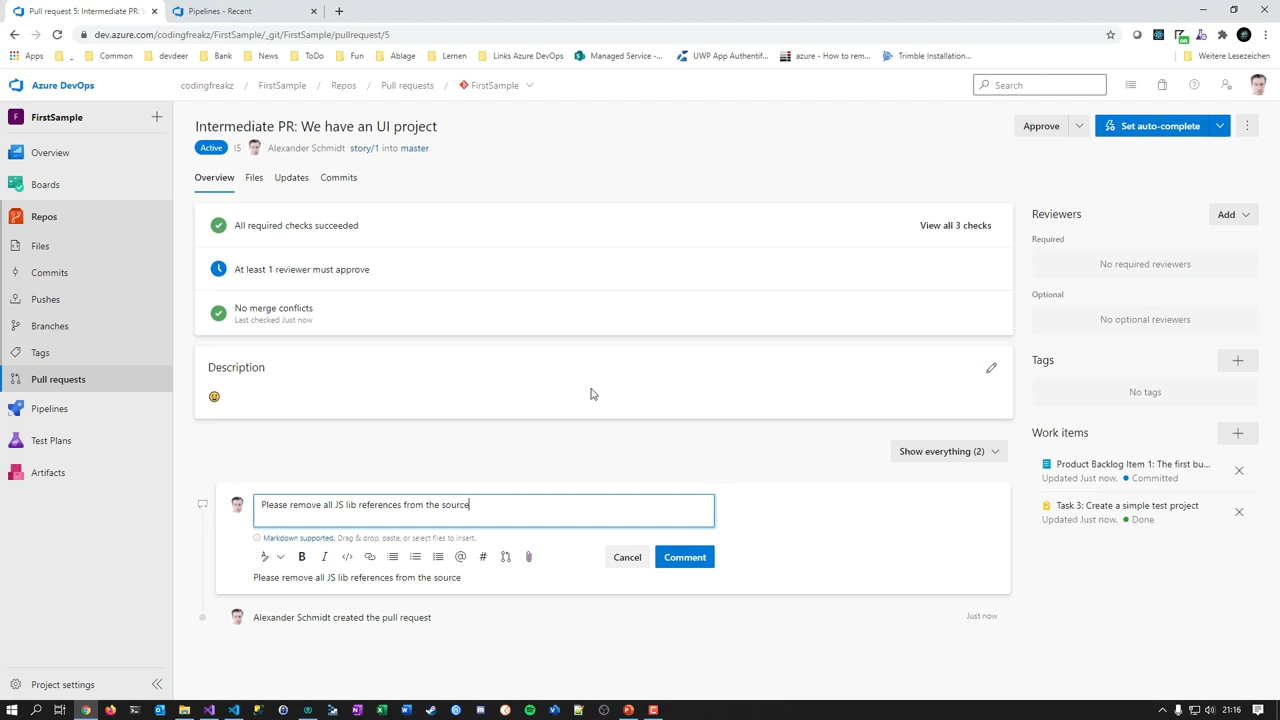 Pull request 5: Intermediate PR: W
Pipelines - Recent
dev.azure.com/codingfreakz/FirstSample/_git/FirstSample/pullrequest/5
Apps
_
Common
devdeer
Bank
News
ToDo
Fun
Ablage
Lernen
Links Azure DevOps
Managed Service -...
UWP App Authentif...
azure - How to rem...
Trimble Installation...
Weitere Lesezeichen
Azure DevOps
codingfreakz / FirstSample / Repos / Pull requests / FirstSample
Search
FirstSample
Overview
Boards
Repos
Files
Commits
Pushes
Branches
Tags
Pull requests
Pipelines
Test Plans
Artifacts
Project settings
Intermediate PR: We have an UI project
Approve
Set auto-complete
Active
Alexander Schmidt story/1 into master
Overview
Files
Updates
Commits
All required checks succeeded
View all 3 checks
At least 1 reviewer must approve
No merge conflicts
Last checked Just now
Description
Show everything (2)
Please remove all JS lib references from the source
Markdown supported. Drag & drop, paste, or select files to insert.
Cancel
Comment
Please remove all JS lib references from the source
Alexander Schmidt created the pull request
Just now
Reviewers
Add
Required
No required reviewers
Optional
No optional reviewers
Tags
No tags
Work items
Product Backlog Item 1: The first bu...
Updated Just now, Committed
Task 3: Create a simple test project
Updated Just now, Done
21:16